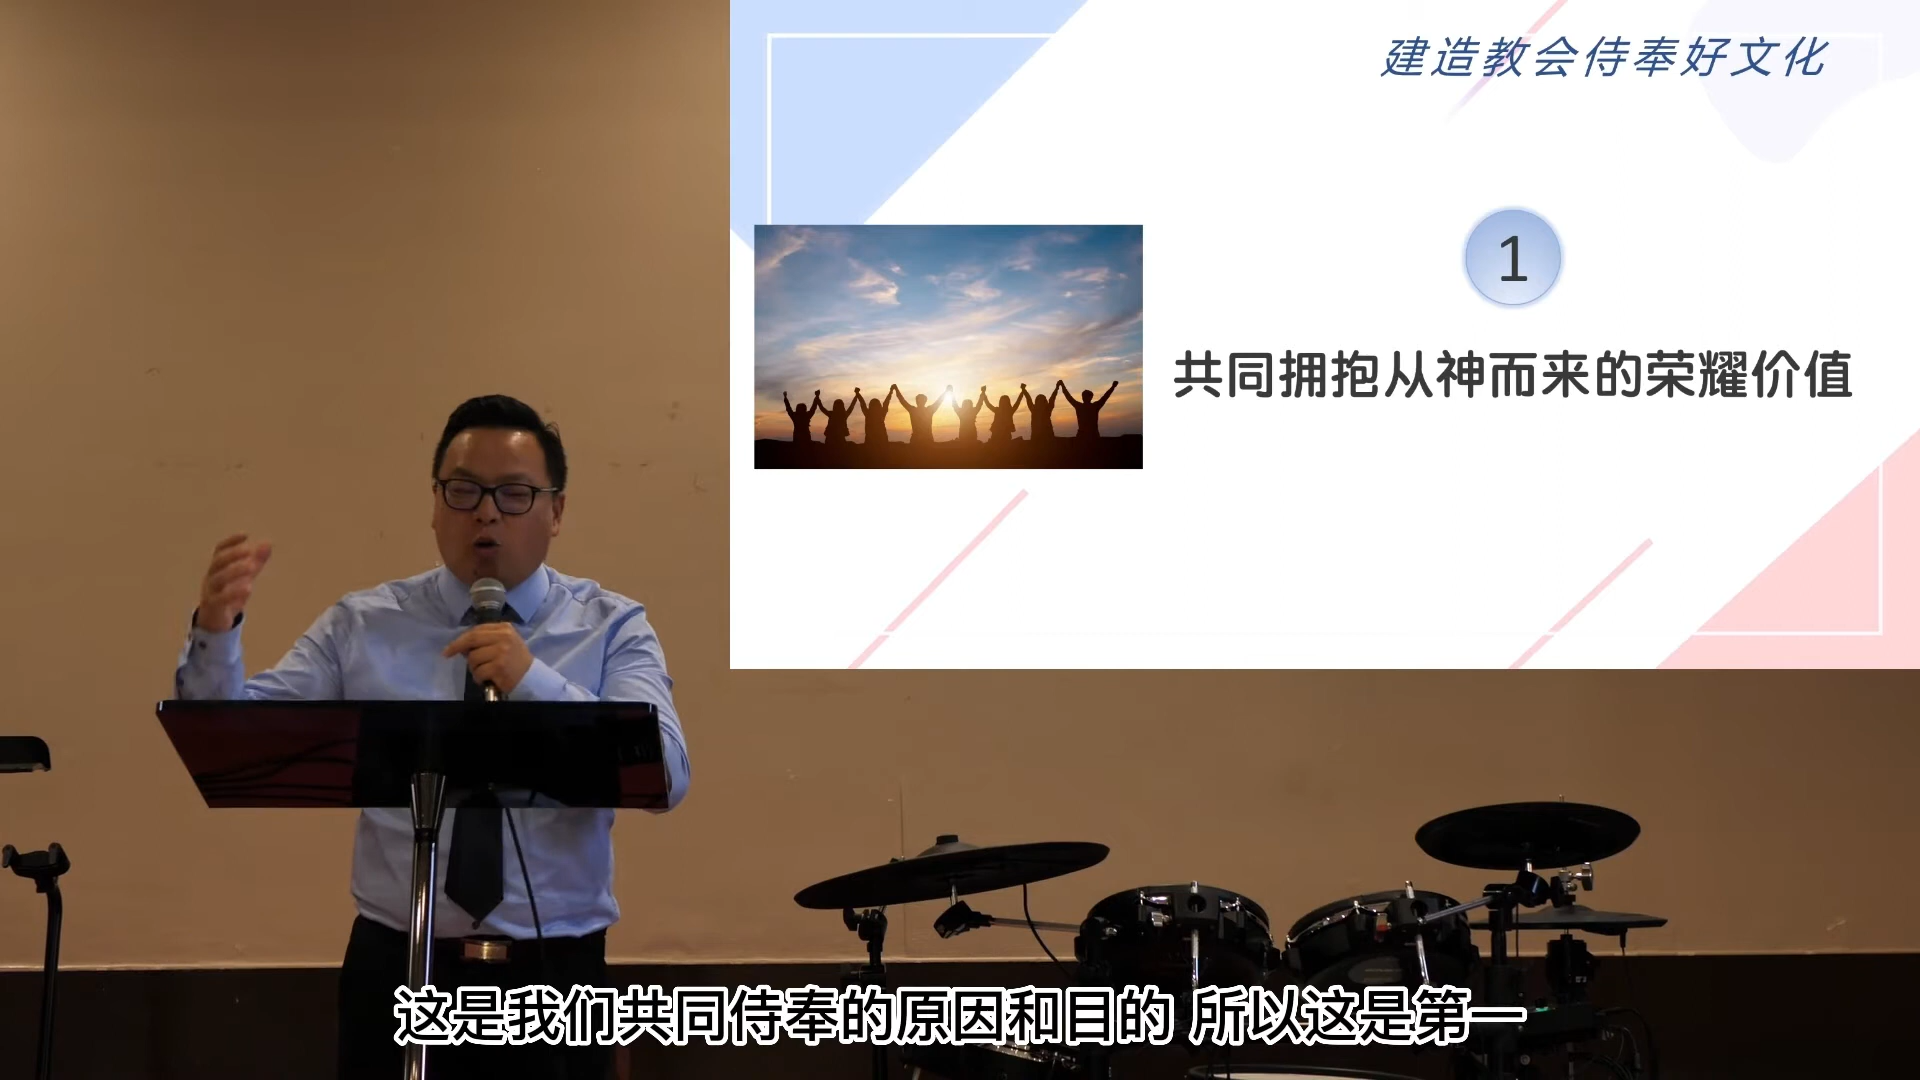 建造教会侍奉好文化
1
共同拥抱从神而来的荣耀价值
这是我们共同侍奉的原因和目的 所以这是第一